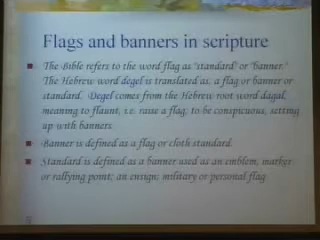 Flags and banners in scripture
The Bible refers to the word flag as "standard" or "banner."
The Hebrew word degel is translated as, a flag or banner or
standard. Degel comes from the Hebrew root word dagal,
meaning to flaunt, i.e. raise a flag; to be conspicuous, setting
up with banners.
Banner is defined as a flag or cloth standard.
Standard is defined as a banner used as an emblem, marker
or rallying point; an ensign; military or personal flag